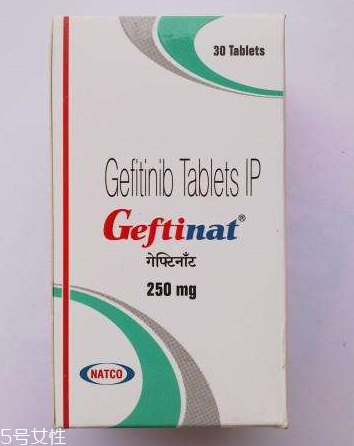 30 Tablets
Gefitinib Tablets IP
Geftinat®
गेफ्टिनॉंट
250 mg
NATCO
5号女性